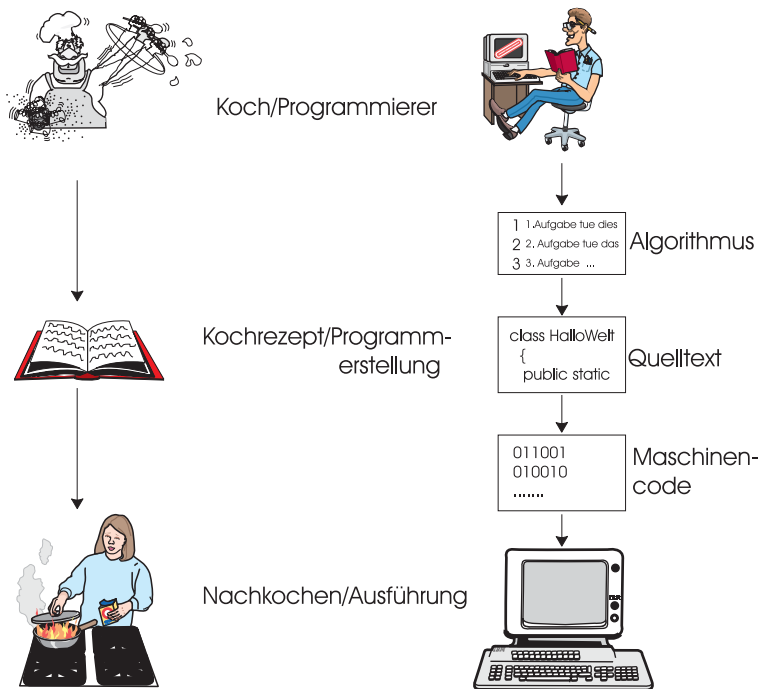 Koch/Programmierer
1 1.Aufgabe tue dies
2 2. Aufgabe tue das
3 3. Aufgabe ...
Algorithmus
Kochrezept/Programm-
erstellung
class HalloWelt
{
public static
Quelltext
011001
010010
.......
Maschinen-
code
Nachkochen/Ausführung